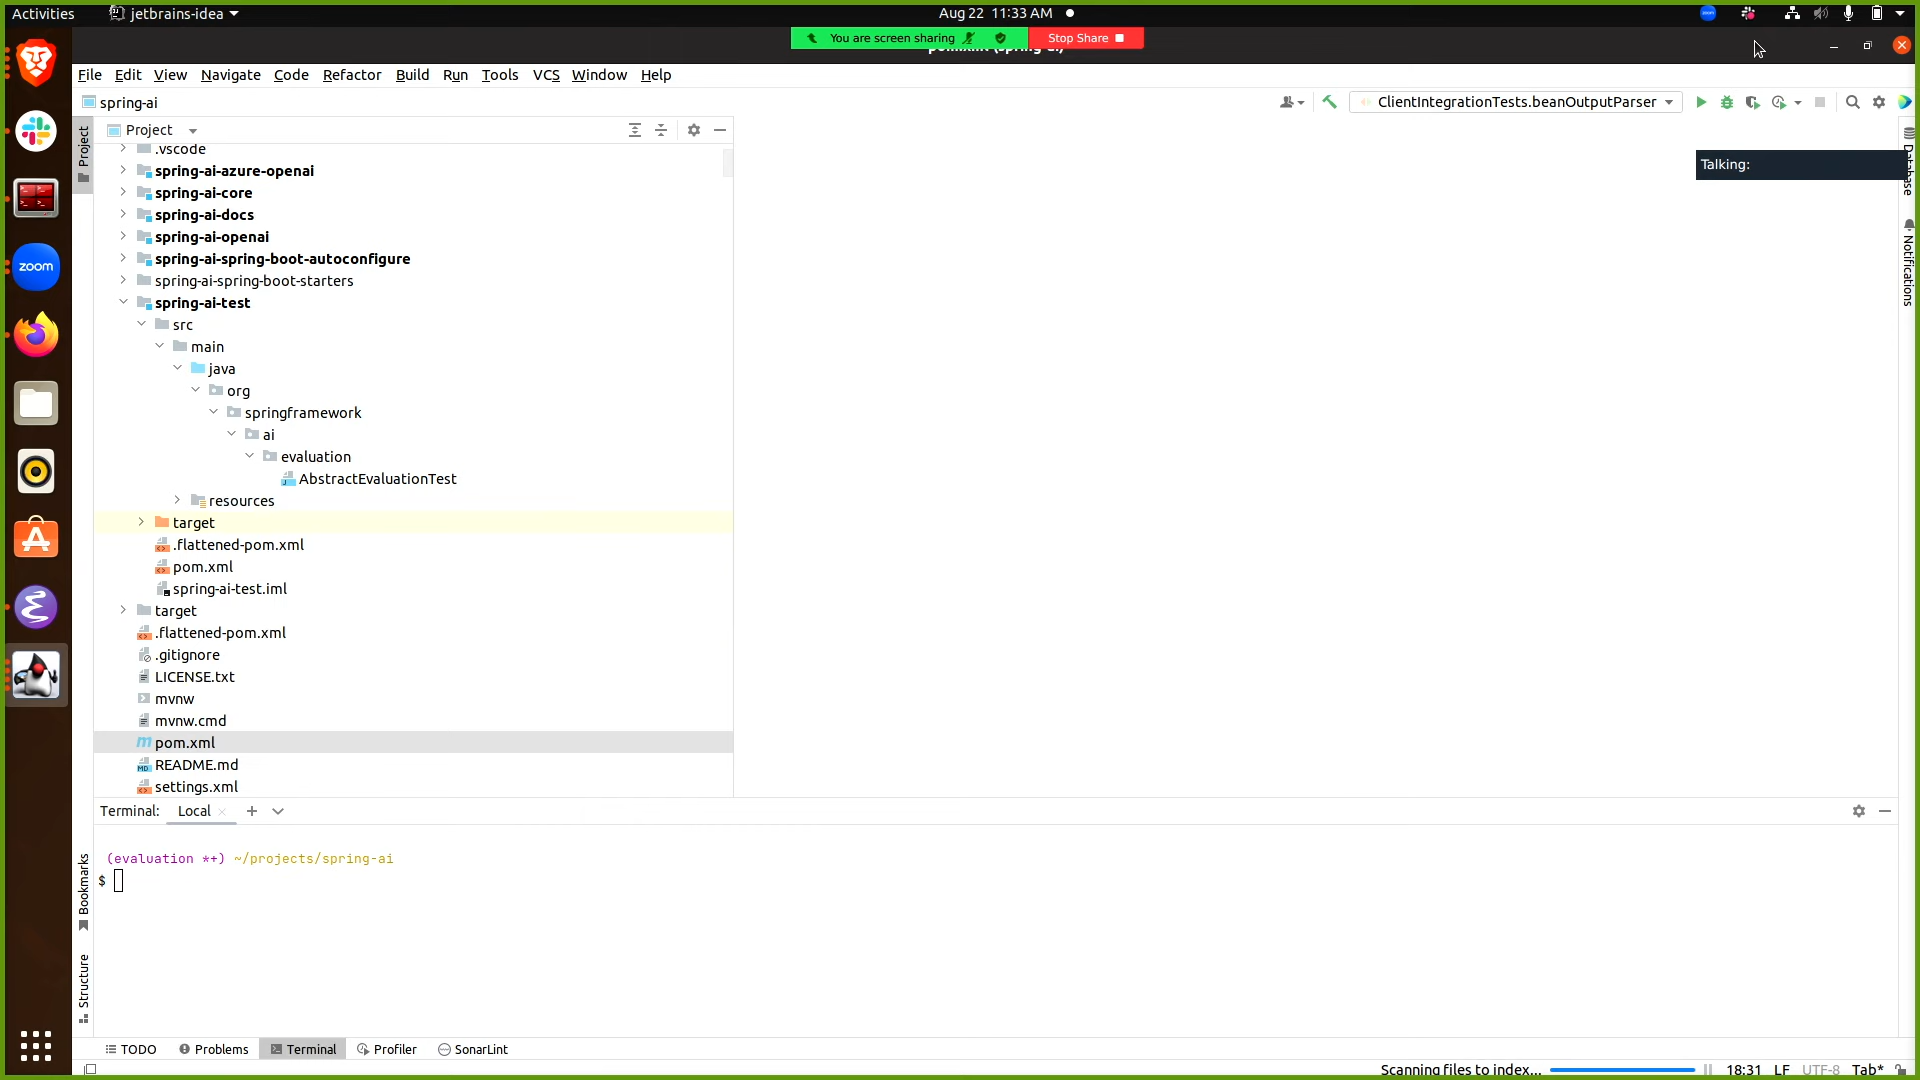 Activities
jetbrains-idea
Aug 22 11:33 AM
You are screen sharing
Stop Share
File Edit View Navigate Code Refactor Build Run Tools VCS Window Help
spring-ai
ClientIntegrationTests.beanOutputParser
Project
Project
.vscode
spring-ai-azure-openai
spring-ai-core
spring-ai-docs
spring-ai-openai
spring-ai-spring-boot-autoconfigure
spring-ai-spring-boot-starters
spring-ai-test
src
main
java
org
springframework
ai
evaluation
AbstractEvaluationTest
resources
target
.flattened-pom.xml
pom.xml
spring-ai-test.iml
target
.flattened-pom.xml
.gitignore
LICENSE.txt
mvnw
mvnw.cmd
pom.xml
README.md
settings.xml
Talking:
Database
Notifications
zoom
Terminal: Local
(evaluation *+) ~/projects/spring-ai
$
Bookmarks
Structure
TODO Problems Terminal Profiler SonarLint
Scanning files to index... 18:31 LF UTF-8 Tab*